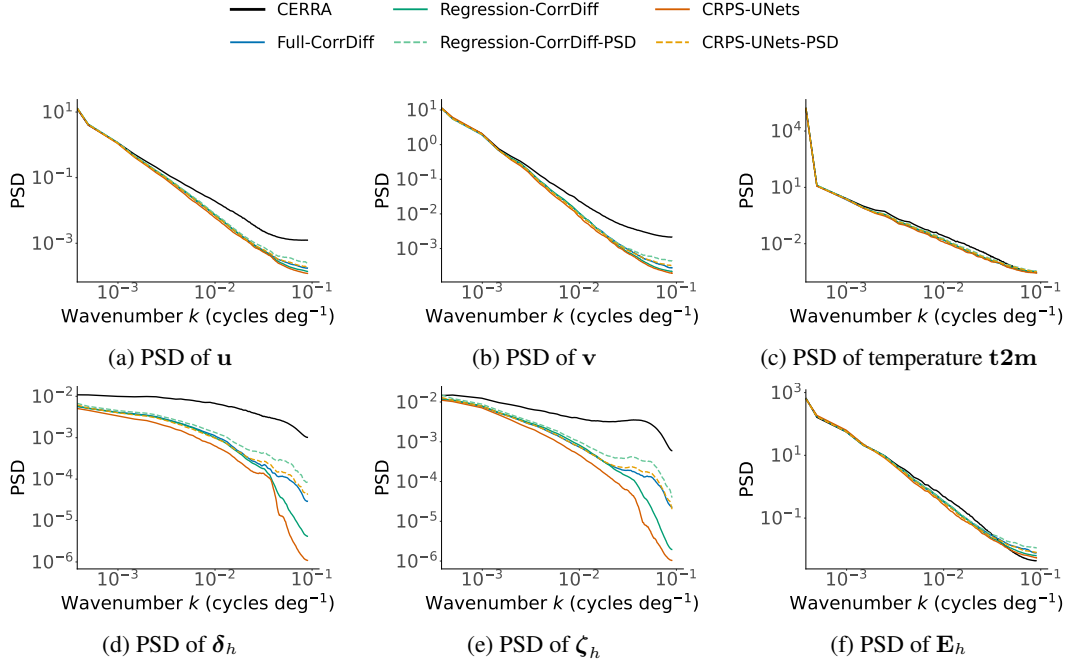 CERRA
Regression-CorrDiff
CRPS-UNets
Full-CorrDiff
Regression-CorrDiff-PSD
CRPS-UNets-PSD
PSD
10^1
10^{-1}
10^{-3}
10^{-3}
10^{-2}
10^{-1}
Wavenumber k (cycles deg^{-1})
(a) PSD of u
PSD
10^1
10^0
10^{-1}
10^{-2}
10^{-3}
10^{-3}
10^{-2}
10^{-1}
Wavenumber k (cycles deg^{-1})
(b) PSD of v
PSD
10^4
10^1
10^{-2}
10^{-3}
10^{-2}
10^{-1}
Wavenumber k (cycles deg^{-1})
(c) PSD of temperature t2m
PSD
10^{-2}
10^{-3}
10^{-4}
10^{-5}
10^{-6}
10^{-3}
10^{-2}
10^{-1}
Wavenumber k (cycles deg^{-1})
(d) PSD of δ_h
PSD
10^{-2}
10^{-3}
10^{-4}
10^{-5}
10^{-6}
10^{-3}
10^{-2}
10^{-1}
Wavenumber k (cycles deg^{-1})
(e) PSD of ζ_h
PSD
10^3
10^1
10^{-1}
10^{-3}
10^{-2}
10^{-1}
Wavenumber k (cycles deg^{-1})
(f) PSD of E_h